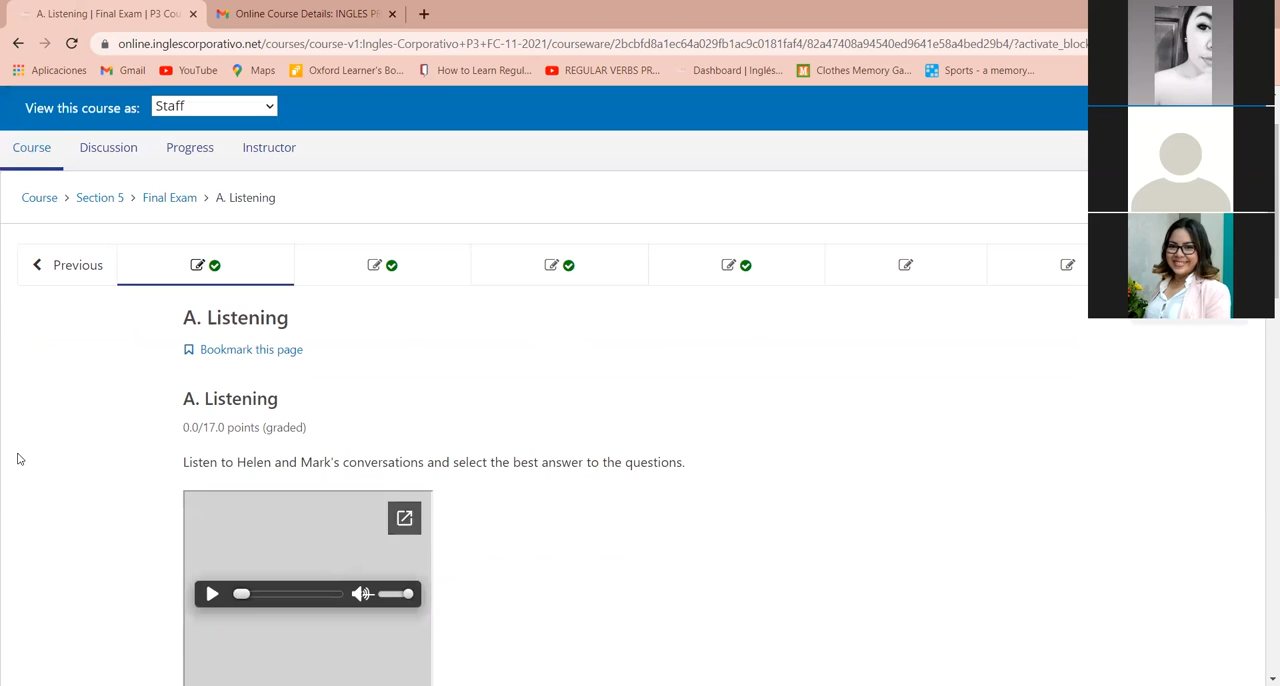 A. Listening | Final Exam | P3 Cou
Online Course Details: INGLES PE
online.inglescorporativo.net/courses/course-v1:Ingles-Corporativo+P3+FC-11-2021/courseware/2bcbfd8a1ec64a029fb1ac9c0181faf4/82a47408a94540ed9641e58a4bed29b4/?activate_block
Aplicaciones
Gmail
YouTube
Maps
Oxford Learner's Bo...
How to Learn Regul...
REGULAR VERBS PR...
Dashboard | Inglés...
Clothes Memory Ga...
Sports - a memory...
View this course as: Staff
Course Discussion Progress Instructor
Course > Section 5 > Final Exam > A. Listening
Previous
A. Listening
Bookmark this page
A. Listening
0.0/17.0 points (graded)
Listen to Helen and Mark's conversations and select the best answer to the questions.